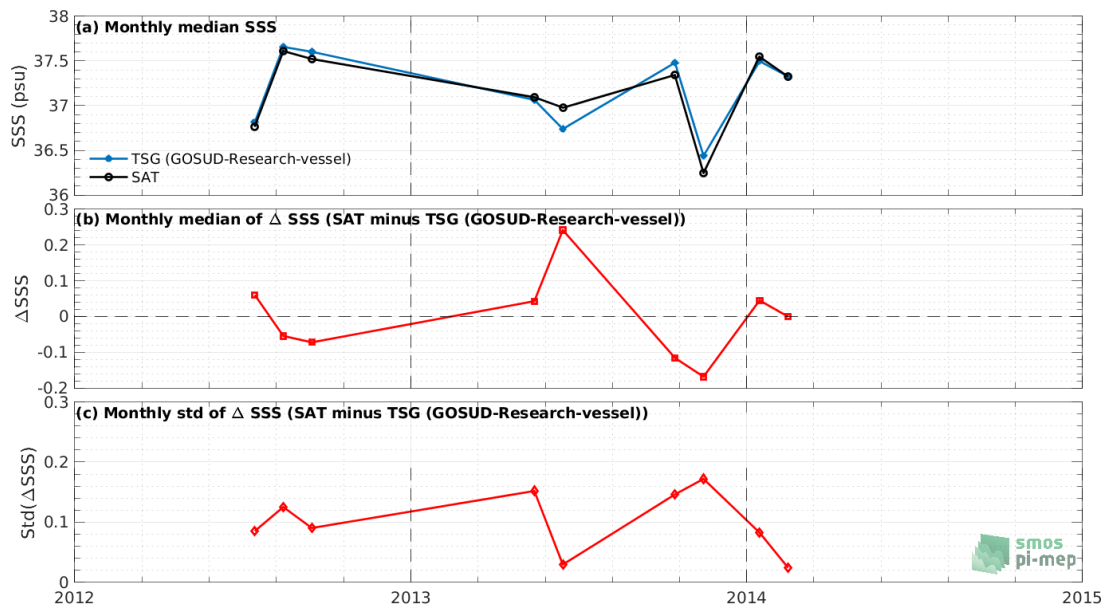 (a) Monthly median SSS
38
37.5
37
36.5
36
SSS (psu)
TSG (GOSUD-Research-vessel)
SAT
(b) Monthly median of Δ SSS (SAT minus TSG (GOSUD-Research-vessel))
0.3
0.2
0.1
0
-0.1
-0.2
ΔSSS
(c) Monthly std of Δ SSS (SAT minus TSG (GOSUD-Research-vessel))
0.3
0.2
0.1
0
Std(ΔSSS)
smos
pi-mep
2012 2013 2014 2015